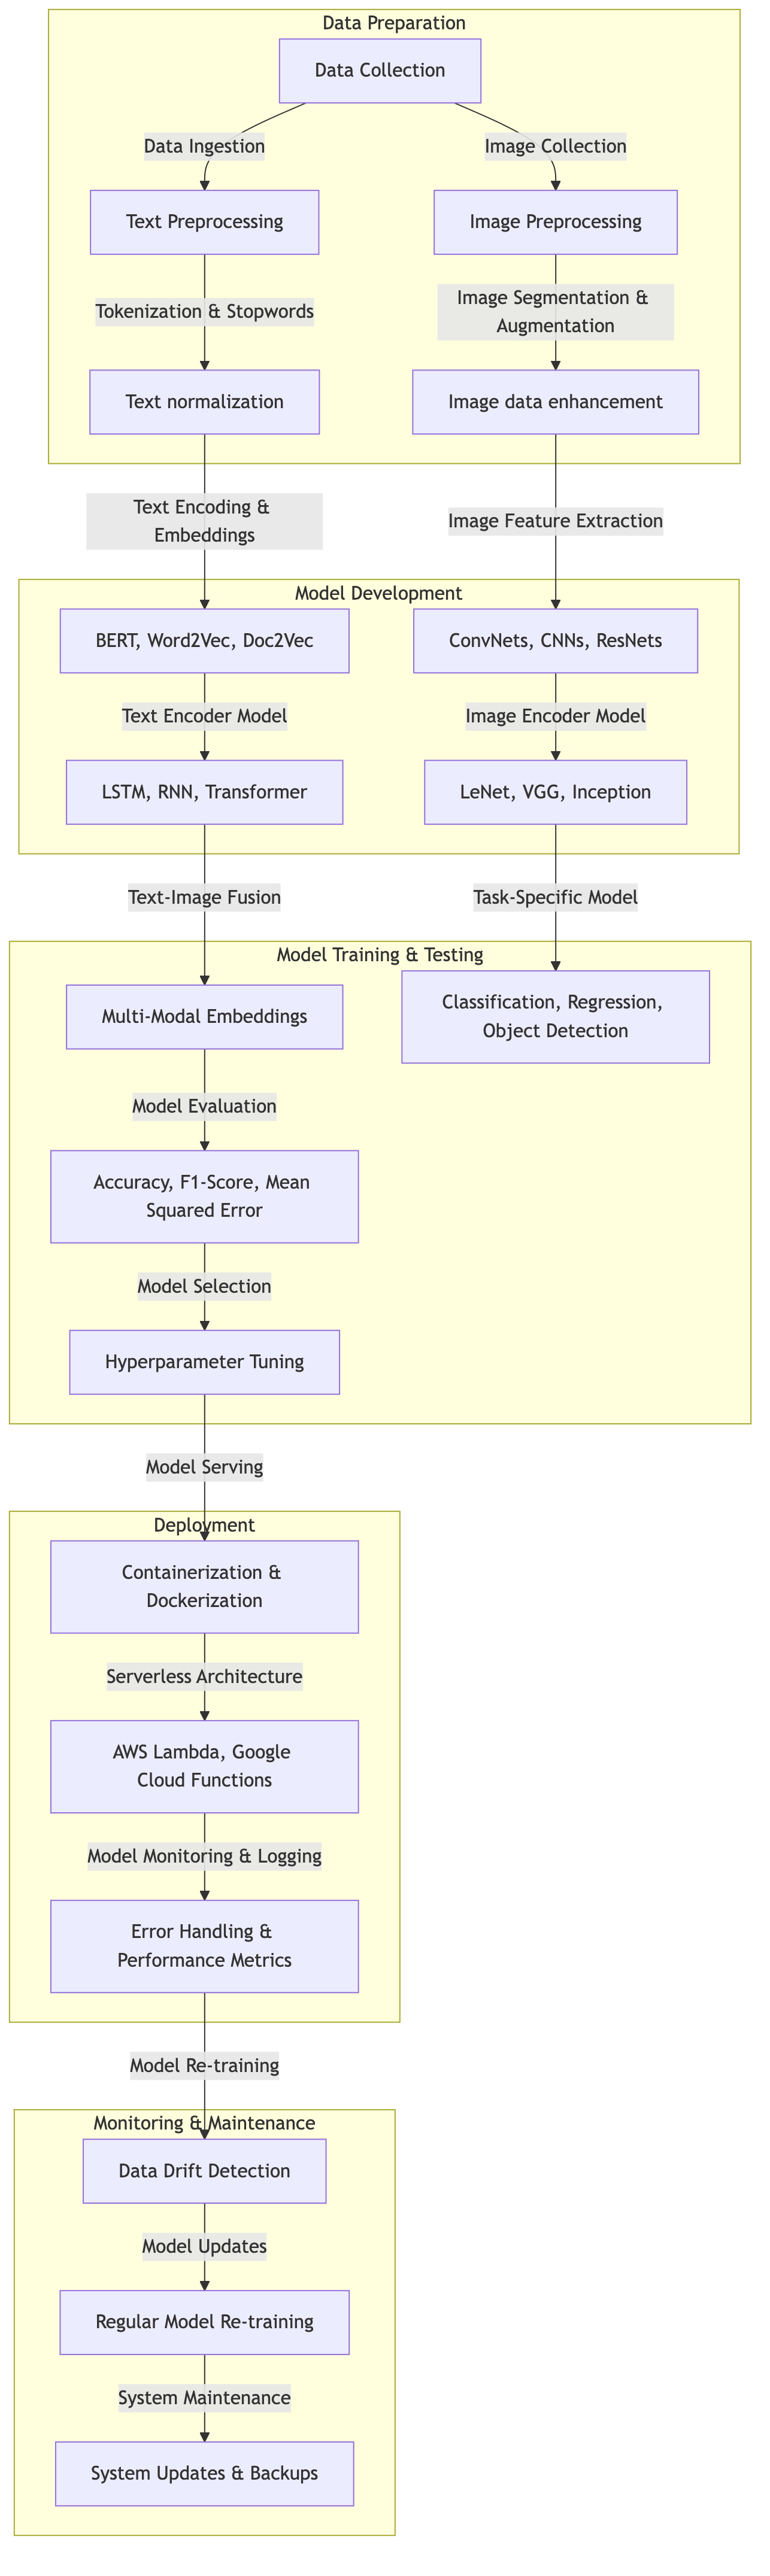 Data Preparation
Data Collection
Data Ingestion
Image Collection
Text Preprocessing
Image Preprocessing
Tokenization & Stopwords
Image Segmentation &
Augmentation
Text normalization
Image data enhancement
Text Encoding &
Embeddings
Image Feature Extraction
Model Development
BERT, Word2Vec, Doc2Vec
ConvNets, CNNs, ResNets
Text Encoder Model
Image Encoder Model
LSTM, RNN, Transformer
LeNet, VGG, Inception
Text-Image Fusion
Task-Specific Model
Model Training & Testing
Multi-Modal Embeddings
Classification, Regression,
Object Detection
Model Evaluation
Accuracy, F1-Score, Mean
Squared Error
Model Selection
Hyperparameter Tuning
Model Serving
Deployment
Containerization &
Dockerization
Serverless Architecture
AWS Lambda, Google
Cloud Functions
Model Monitoring & Logging
Error Handling &
Performance Metrics
Model Re-training
Monitoring & Maintenance
Data Drift Detection
Model Updates
Regular Model Re-training
System Maintenance
System Updates & Backups